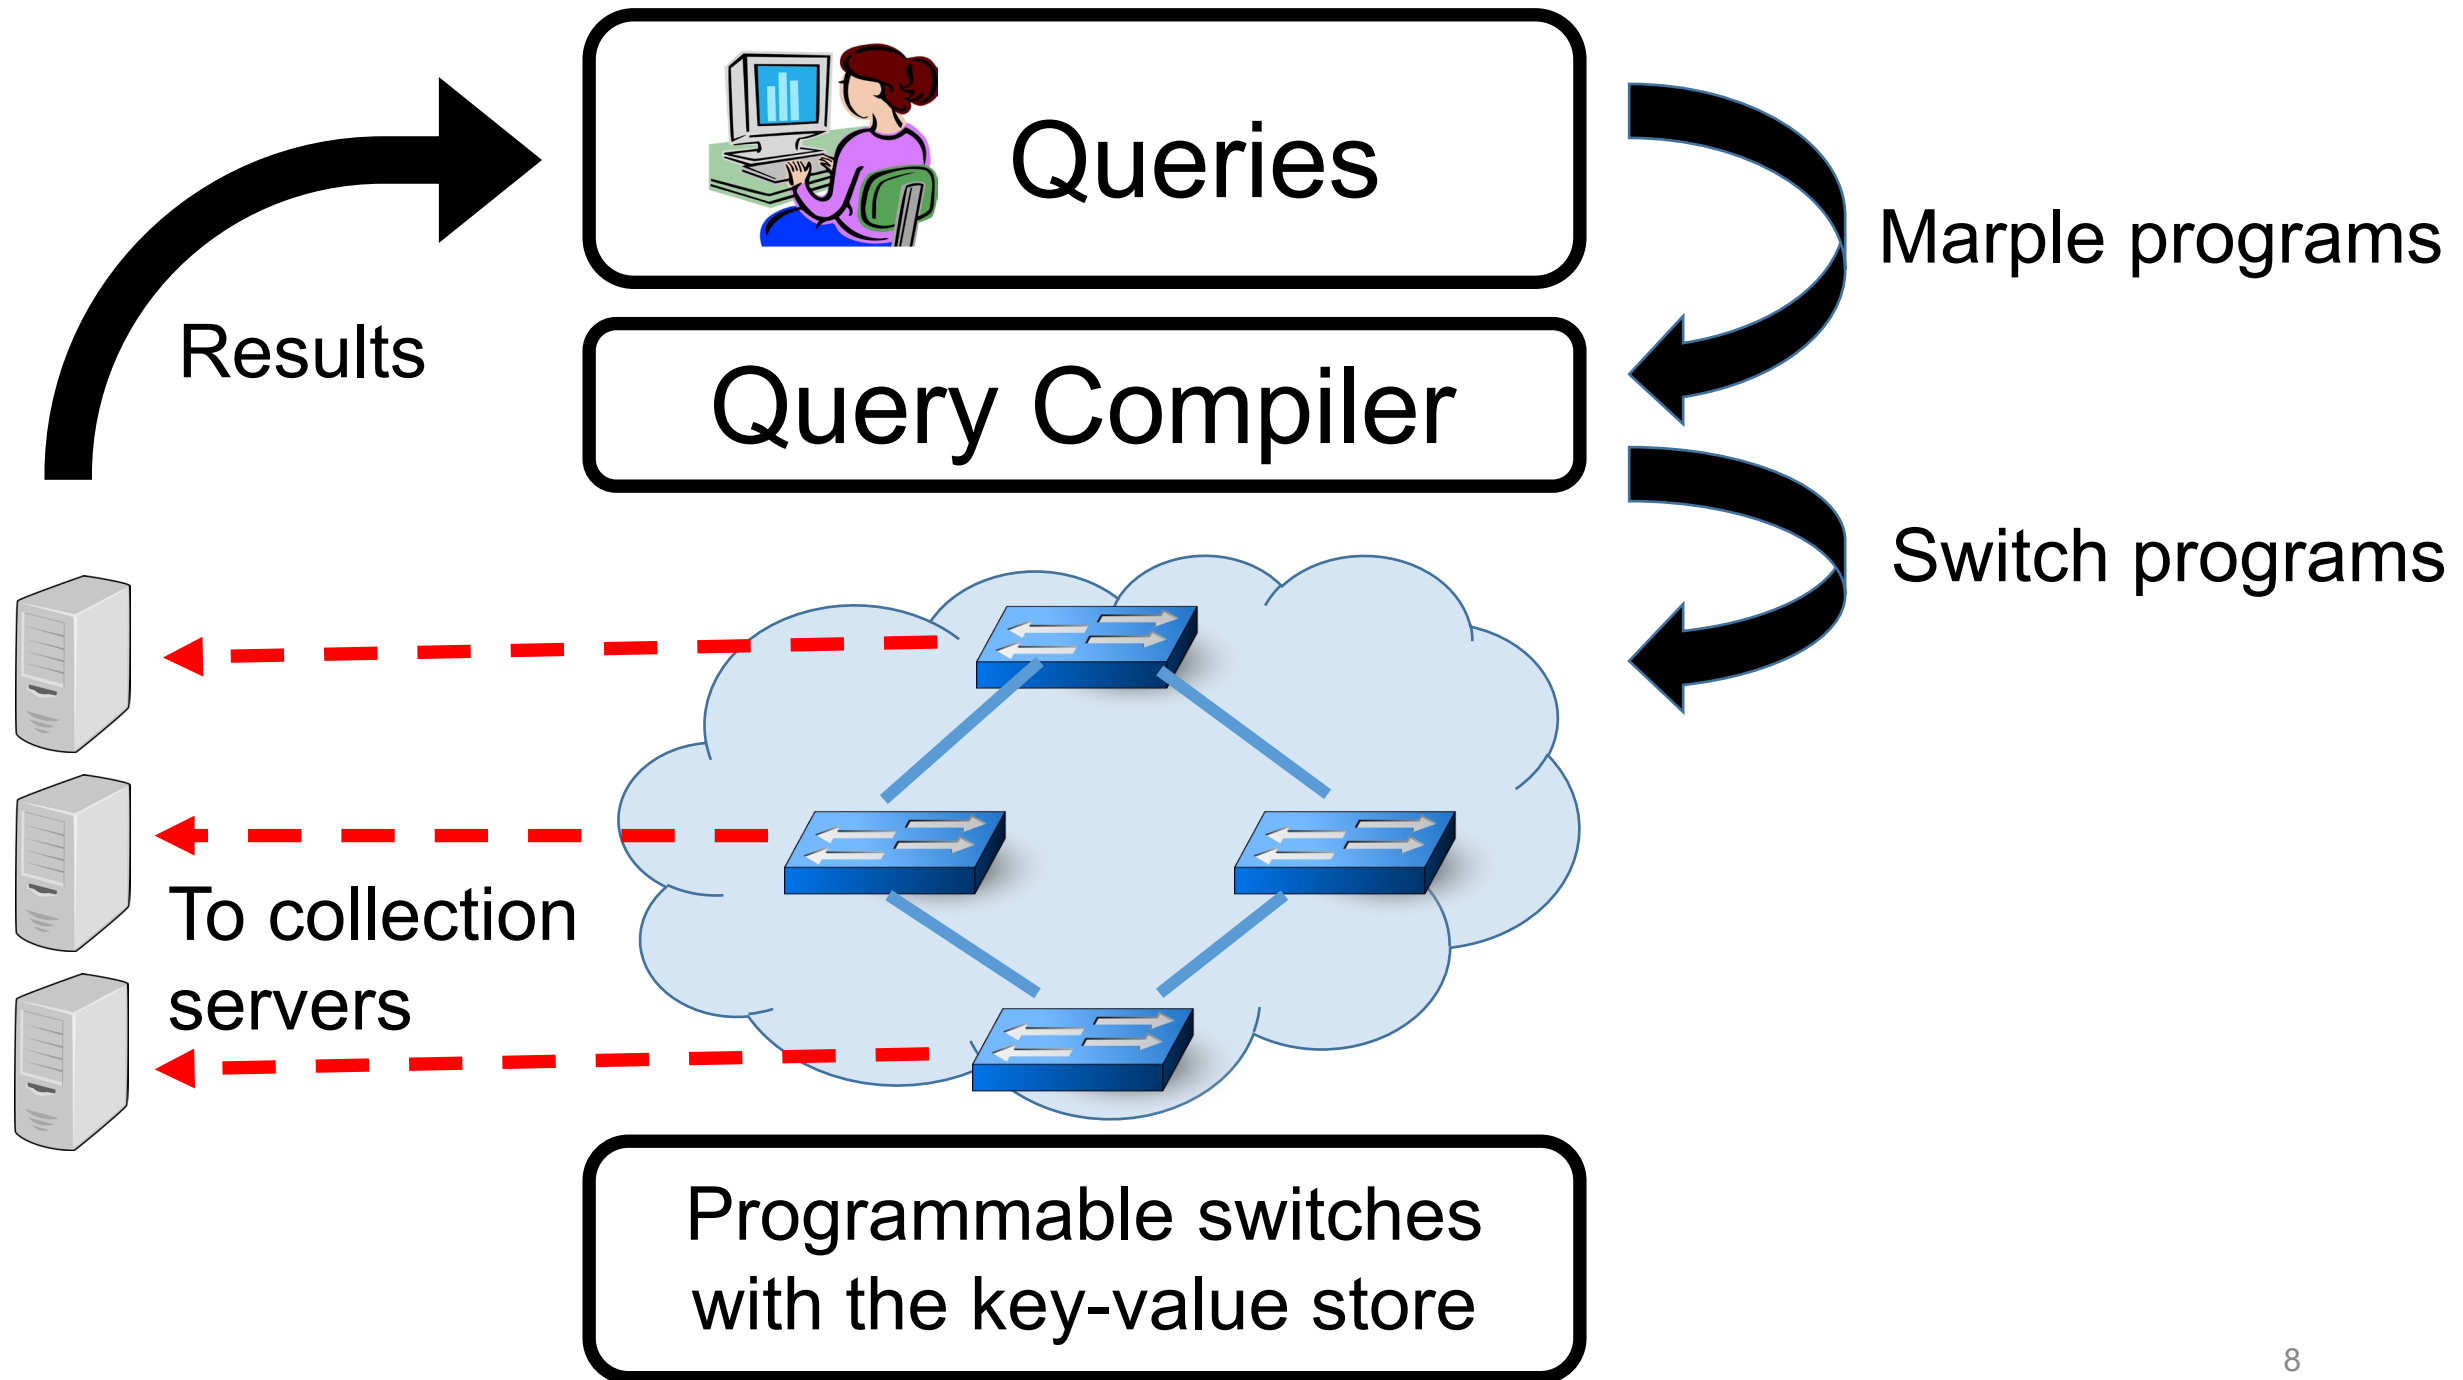 Queries
Marple programs
Results
Query Compiler
Switch programs
To collection
servers
Programmable switches
with the key-value store
8